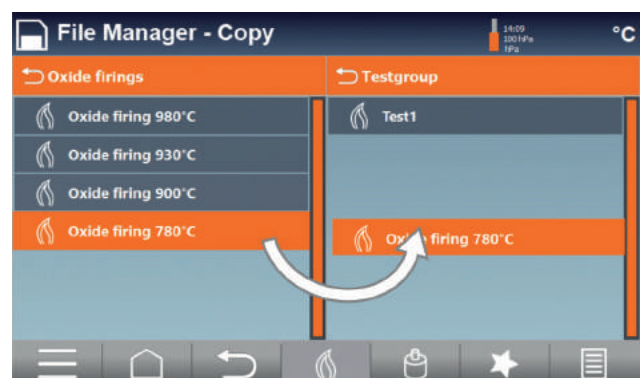 File Manager - Copy
14:09
100 hPa
hPa
°C
Oxide firings
Testgroup
Oxide firing 980°C
Oxide firing 930°C
Oxide firing 900°C
Oxide firing 780°C
Test1
Oxide firing 780°C